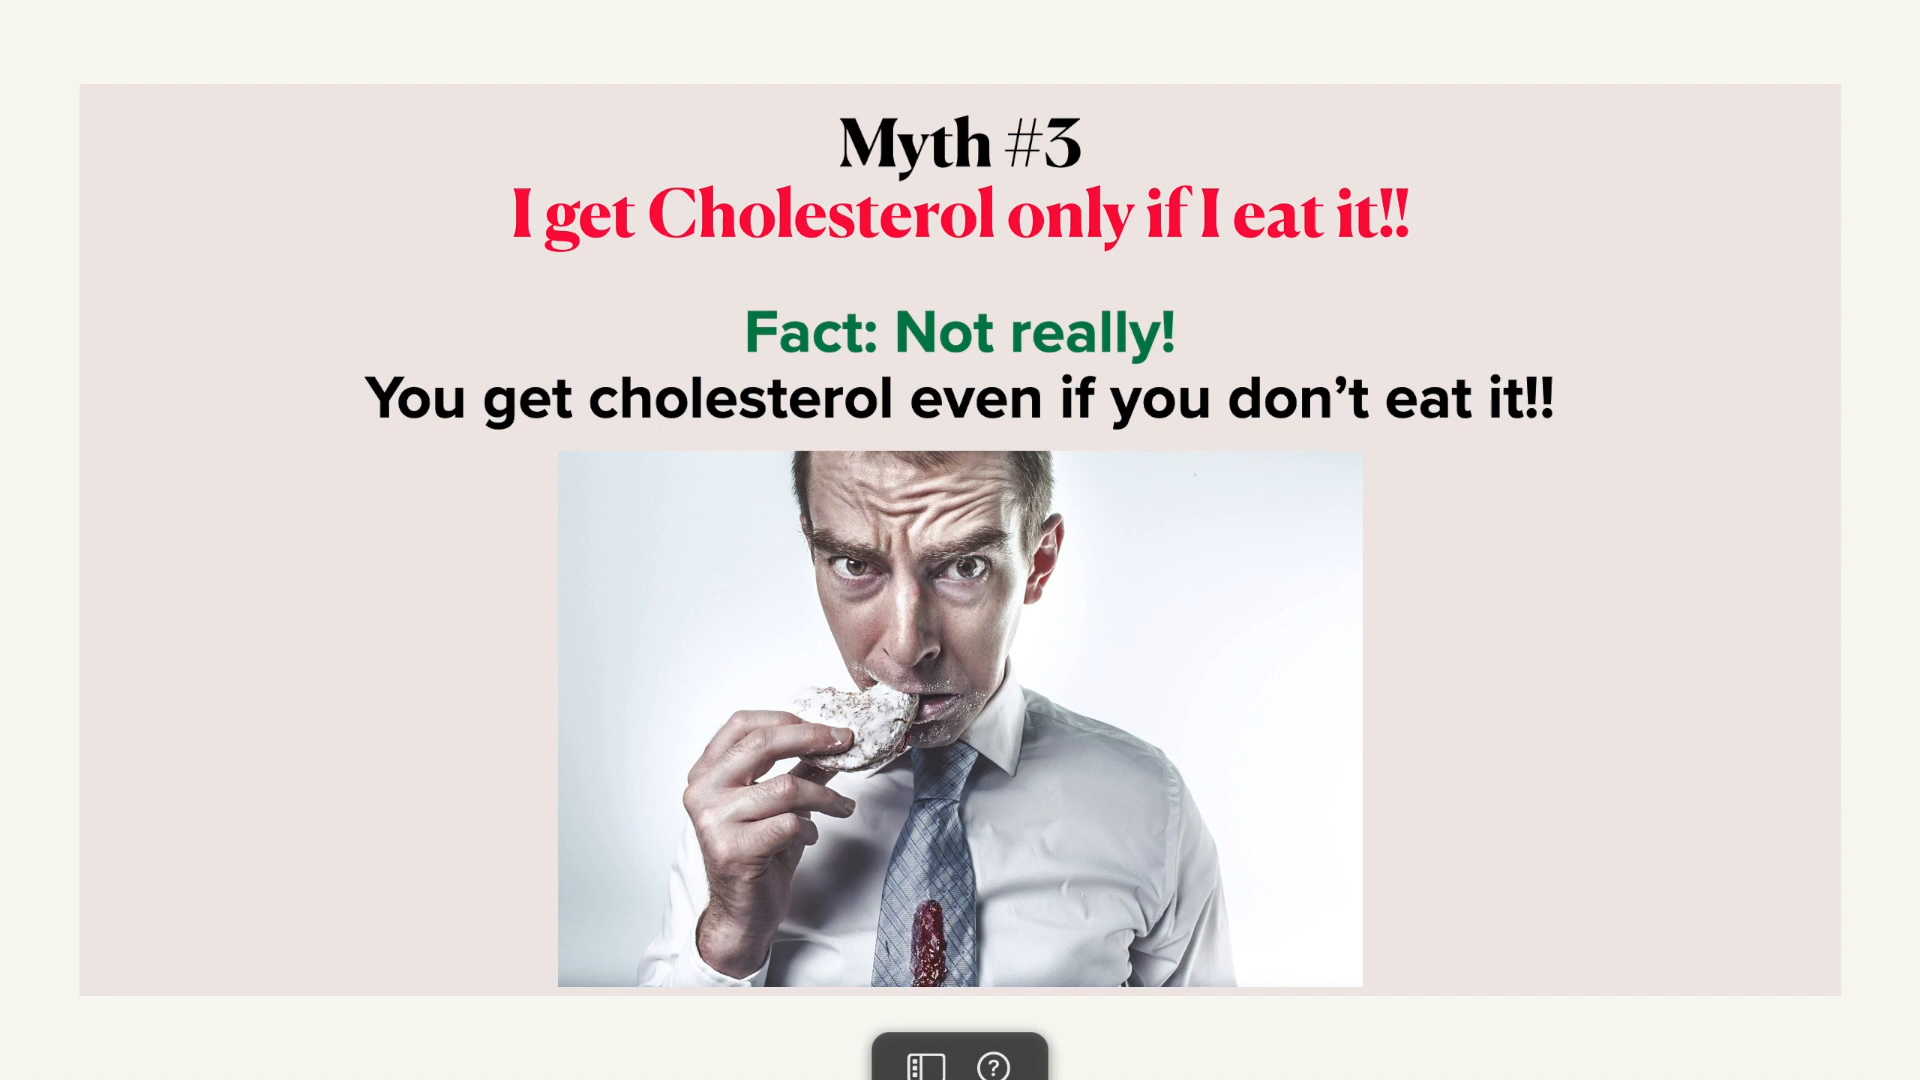 Myth #3
I get Cholesterol only if I eat it!!
Fact: Not really!
You get cholesterol even if you don’t eat it!!
?